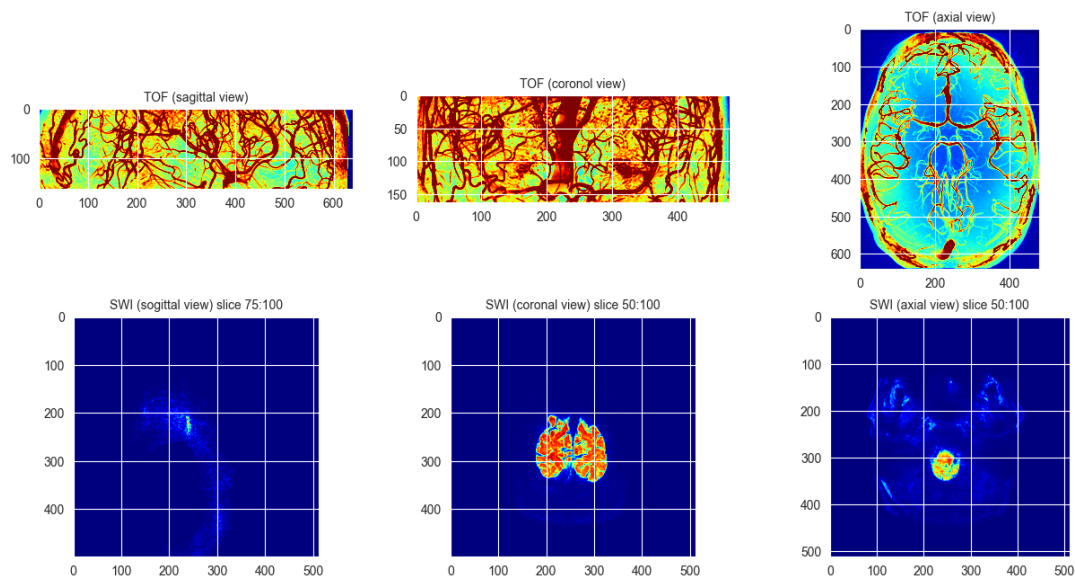 TOF (axial view)
0
100
200
300
400
500
600
0 200 400
TOF (sagittal view)
0
100
0 100 200 300 400 500 600
TOF (coronol view)
0
50
100
150
0 100 200 300 400
SWI (sogittal view) slice 75:100
0
100
200
300
400
0 100 200 300 400 500
SWI (coronal view) slice 50:100
0
100
200
300
400
0 100 200 300 400 500
SWI (axial view) slice 50:100
0
100
200
300
400
500
0 100 200 300 400 500